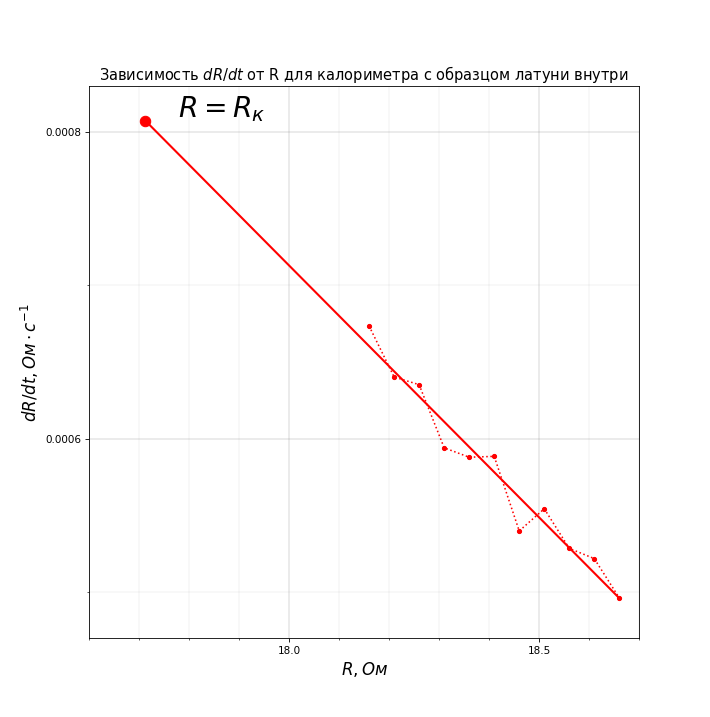 Зависимость dR/dt от R для калориметра с образцом латуни внутри
R = Rк
0.0008
0.0006
dR/dt, Ом · с⁻¹
18.0
18.5
R, Ом